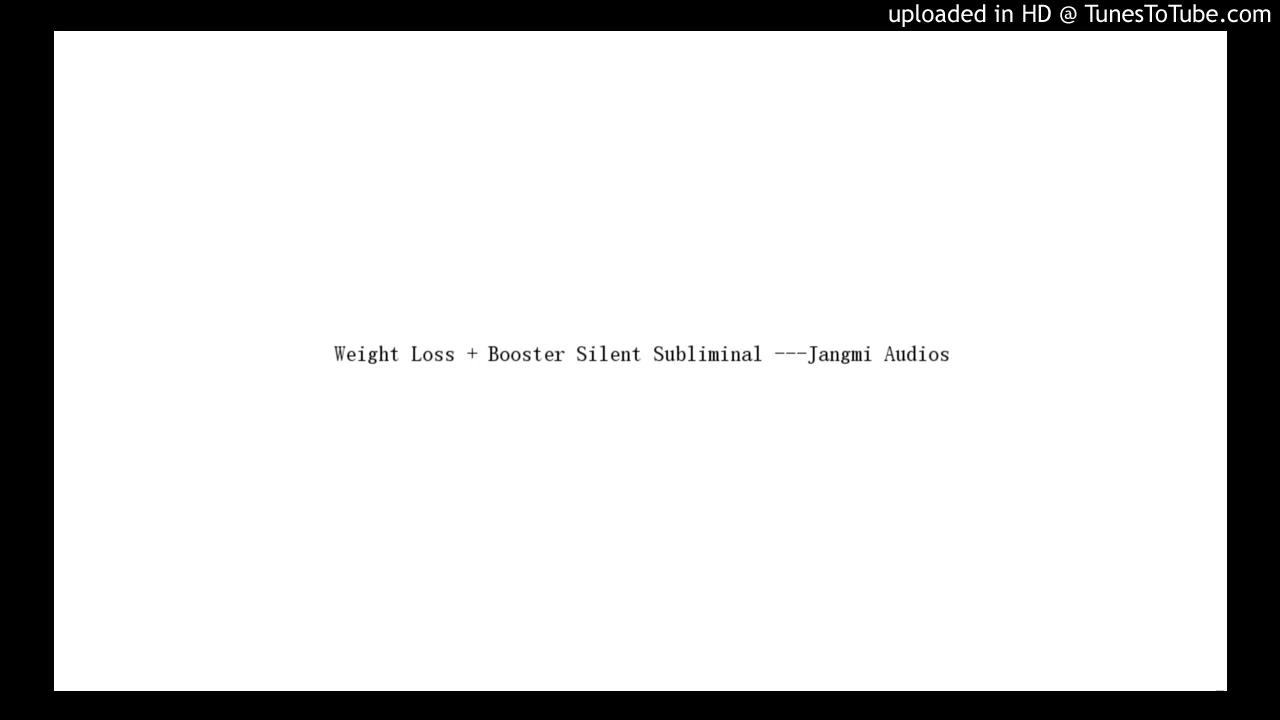 uploaded in HD @ TunesToTube.com
Weight Loss + Booster Silent Subliminal ---Jangmi Audios